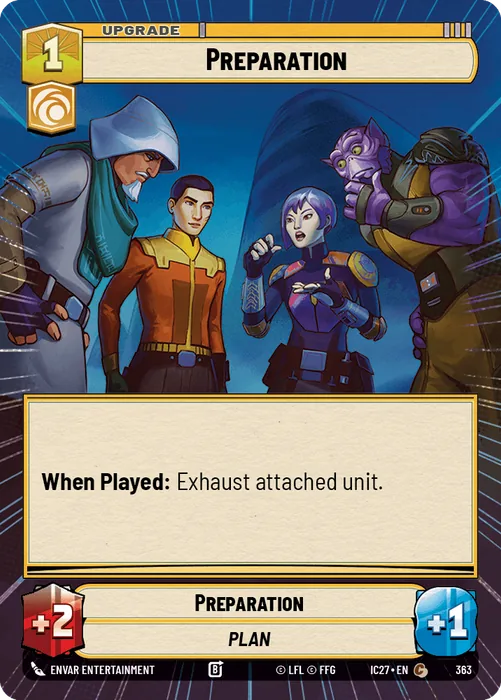 UPGRADE
1
PREPARATION
When Played: Exhaust attached unit.
+2
PREPARATION
+1
PLAN
ENVAR ENTERTAINMENT
B
© LFL © FFG
IC27•EN
C
363